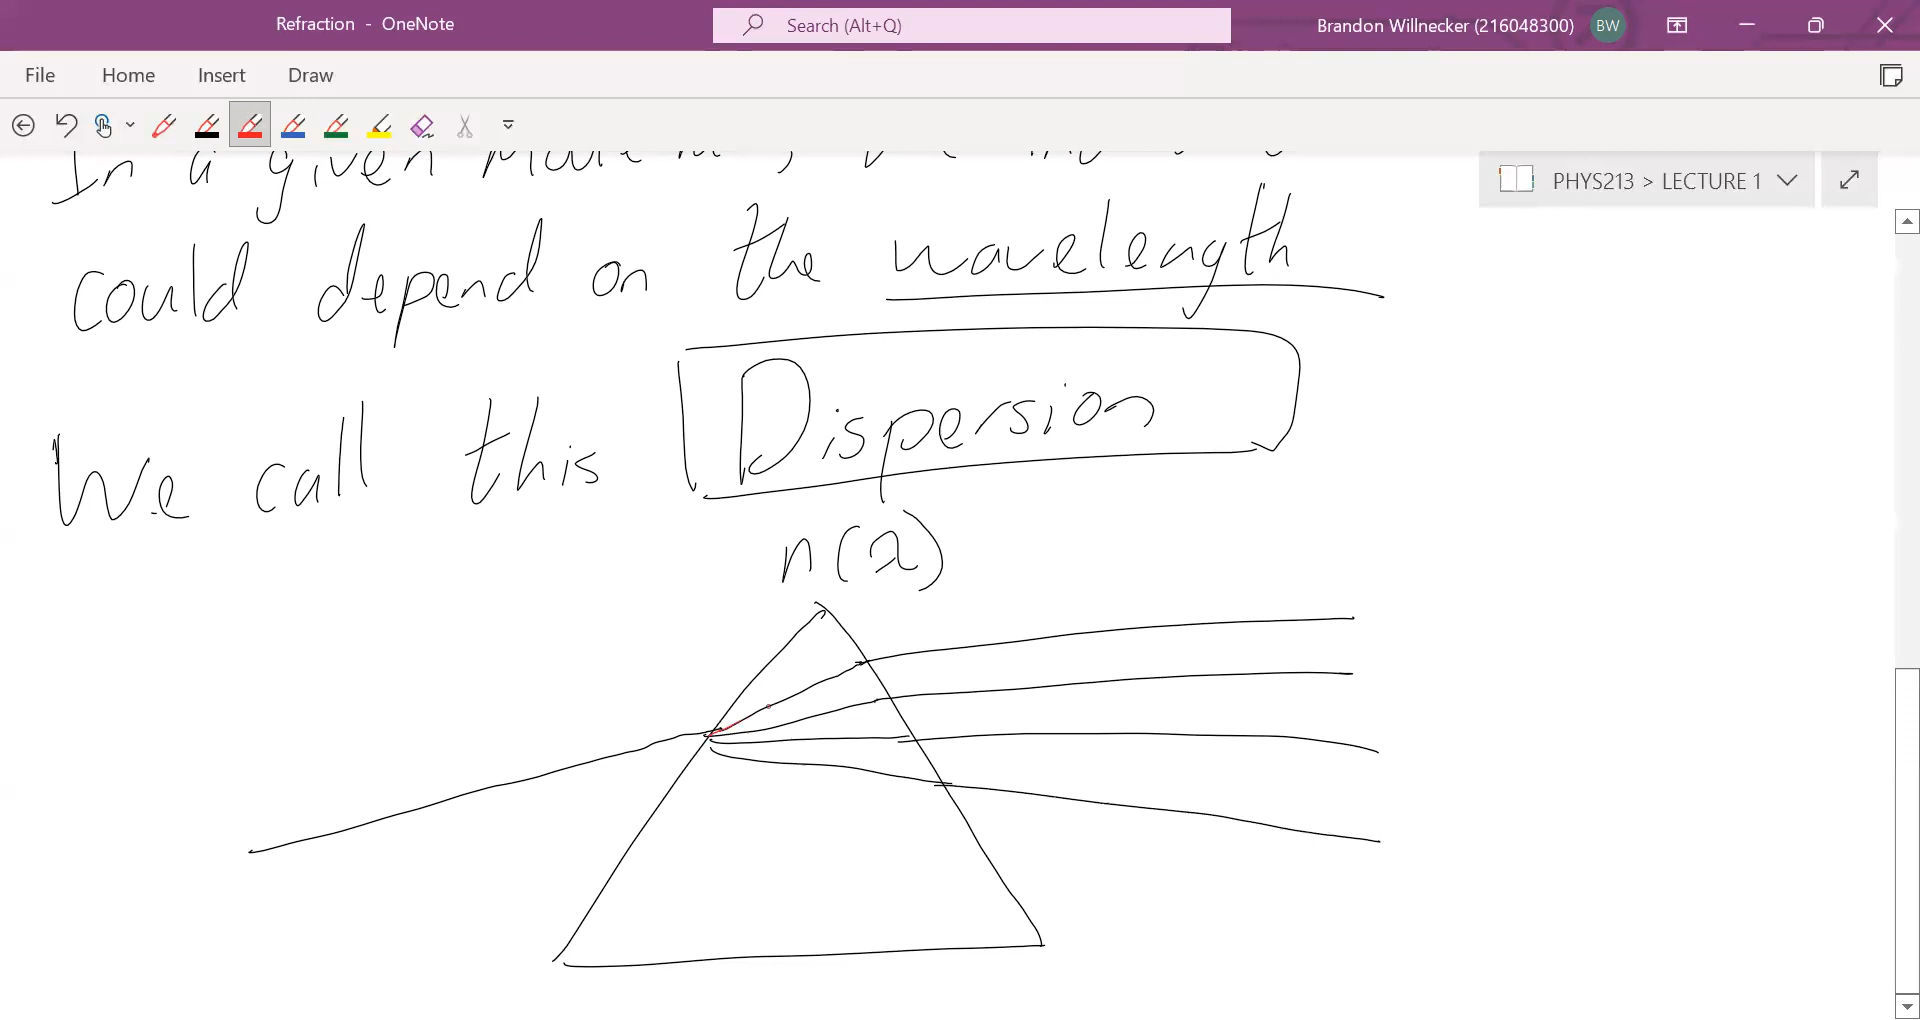 Refraction - OneNote
Search (Alt+Q)
Brandon Willnecker (216048300)
BW
File Home Insert Draw
PHYS213 > LECTURE 1
In a given
could depend on the wavelength
We call this Dispersion
n(λ)